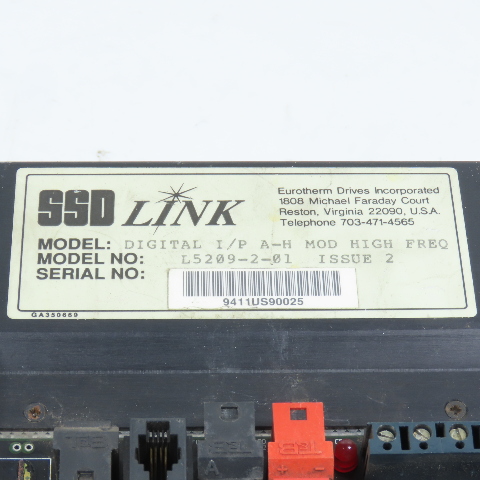 SSD LINK
Eurotherm Drives Incorporated
1808 Michael Faraday Court
Reston, Virginia 22090, U.S.A.
Telephone 703-471-4565
MODEL: DIGITAL I/P A-H MOD HIGH FREQ
MODEL NO: L5209-2-01 ISSUE 2
SERIAL NO:
9411US90025
GA350659
A
+ -